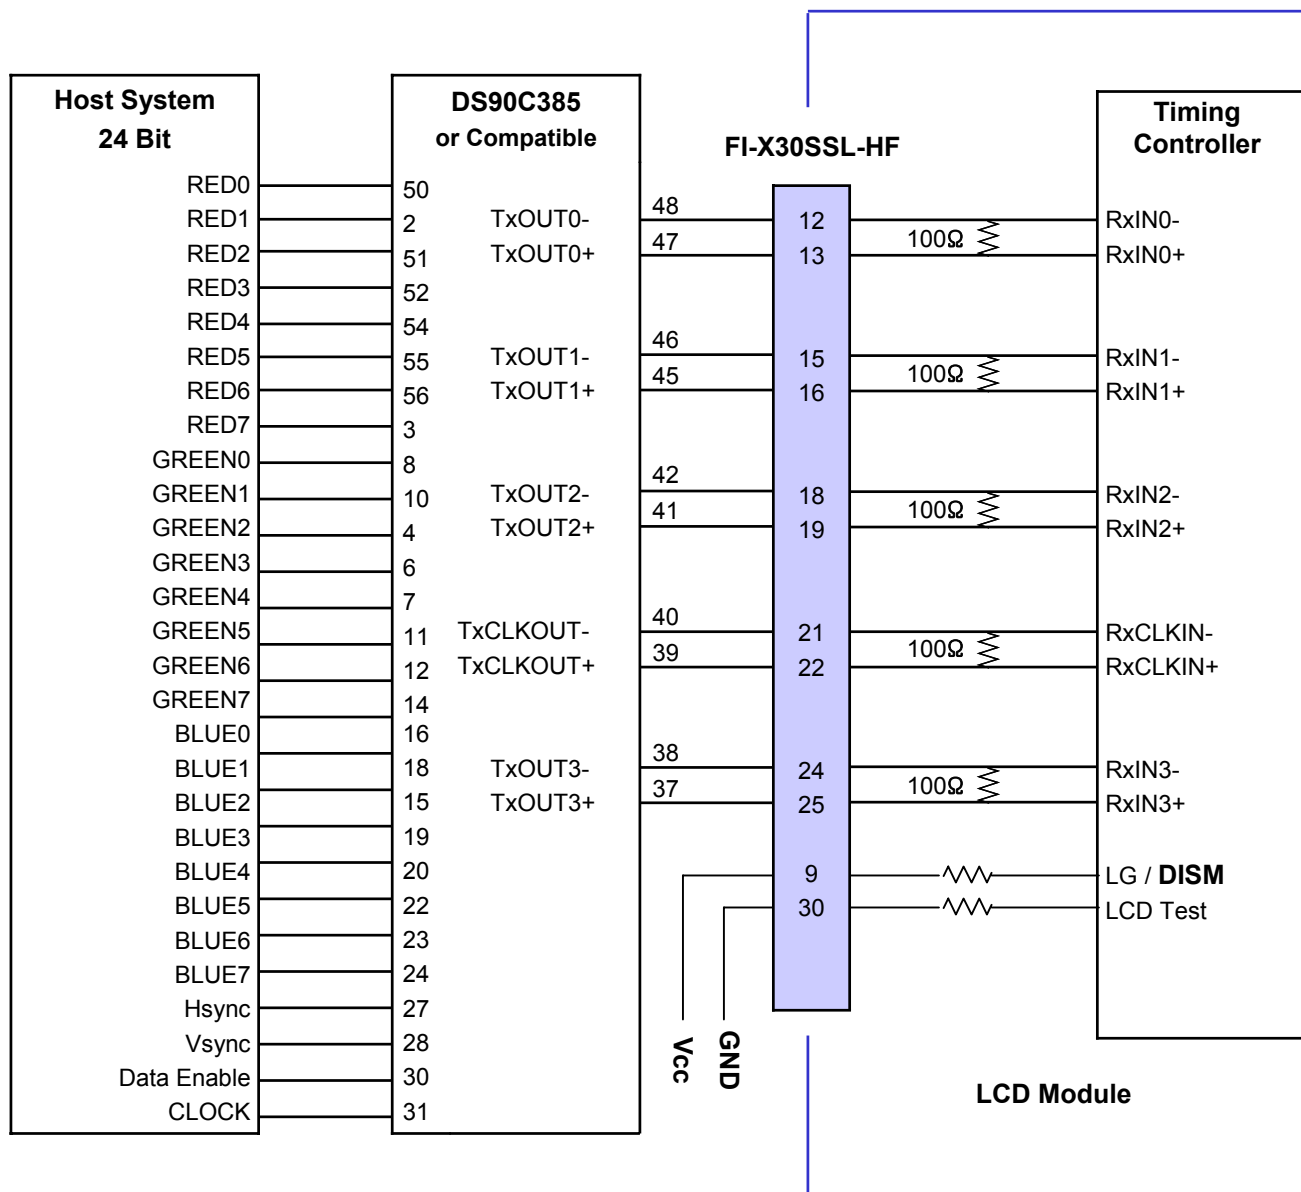 Host System
24 Bit
RED0
RED1
RED2
RED3
RED4
RED5
RED6
RED7
GREEN0
GREEN1
GREEN2
GREEN3
GREEN4
GREEN5
GREEN6
GREEN7
BLUE0
BLUE1
BLUE2
BLUE3
BLUE4
BLUE5
BLUE6
BLUE7
Hsync
Vsync
Data Enable
CLOCK
DS90C385
or Compatible
50
2
51
52
54
55
56
3
8
10
4
6
7
11
12
14
16
18
15
19
20
22
23
24
27
28
30
31
TxOUT0-
TxOUT0+
TxOUT1-
TxOUT1+
TxOUT2-
TxOUT2+
TxCLKOUT-
TxCLKOUT+
TxOUT3-
TxOUT3+
48
47
46
45
42
41
40
39
38
37
Vcc
GND
FI-X30SSL-HF
12
13
15
16
18
19
21
22
24
25
9
30
100Ω
100Ω
100Ω
100Ω
100Ω
Timing
Controller
RxIN0-
RxIN0+
RxIN1-
RxIN1+
RxIN2-
RxIN2+
RxCLKIN-
RxCLKIN+
RxIN3-
RxIN3+
LG / DISM
LCD Test
LCD Module